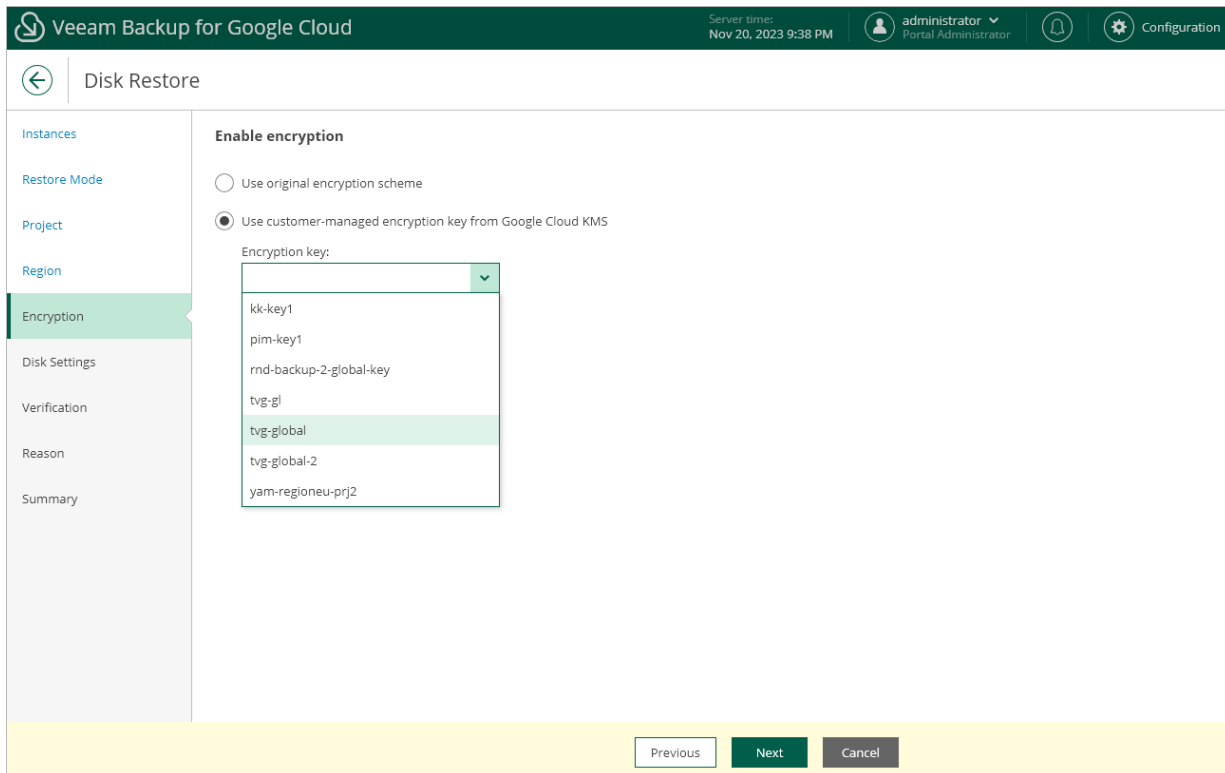 Veeam Backup for Google Cloud
Server time:
Nov 20, 2023 9:38 PM
administrator
Portal Administrator
Configuration
Disk Restore
Instances
Restore Mode
Project
Region
Encryption
Disk Settings
Verification
Reason
Summary
Enable encryption
Use original encryption scheme
Use customer-managed encryption key from Google Cloud KMS
Encryption key:
kk-key1
pim-key1
rnd-backup-2-global-key
tvg-gl
tvg-global
tvg-global-2
yam-regioneu-prj2
Previous
Next
Cancel